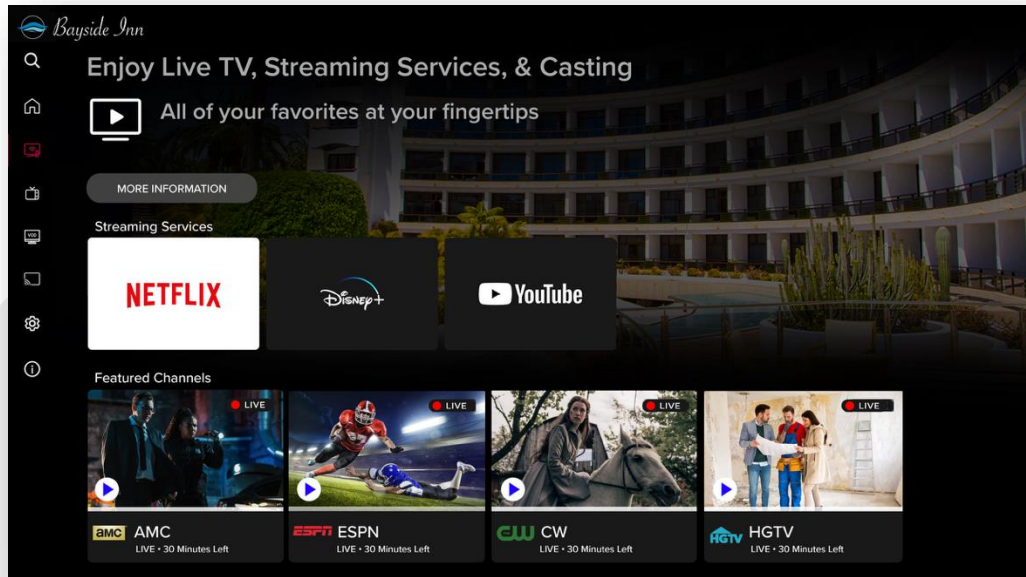 Bayside Inn
Enjoy Live TV, Streaming Services, & Casting
All of your favorites at your fingertips
MORE INFORMATION
VOD
Streaming Services
NETFLIX
Disney+
YouTube
Featured Channels
LIVE
LIVE
LIVE
LIVE
aMC AMC
LIVE • 30 Minutes Left
ESPN ESPN
LIVE • 30 Minutes Left
CW CW
LIVE • 30 Minutes Left
HGTV HGTV
LIVE • 30 Minutes Left